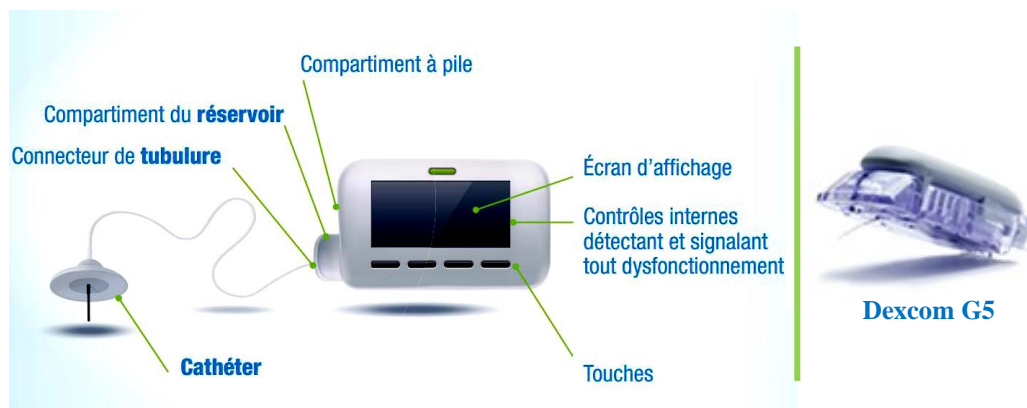 Compartiment à pile
Compartiment du réservoir
Connecteur de tubulure
Écran d’affichage
Contrôles internes
détectant et signalant
tout dysfonctionnement
Dexcom G5
Cathéter
Touches